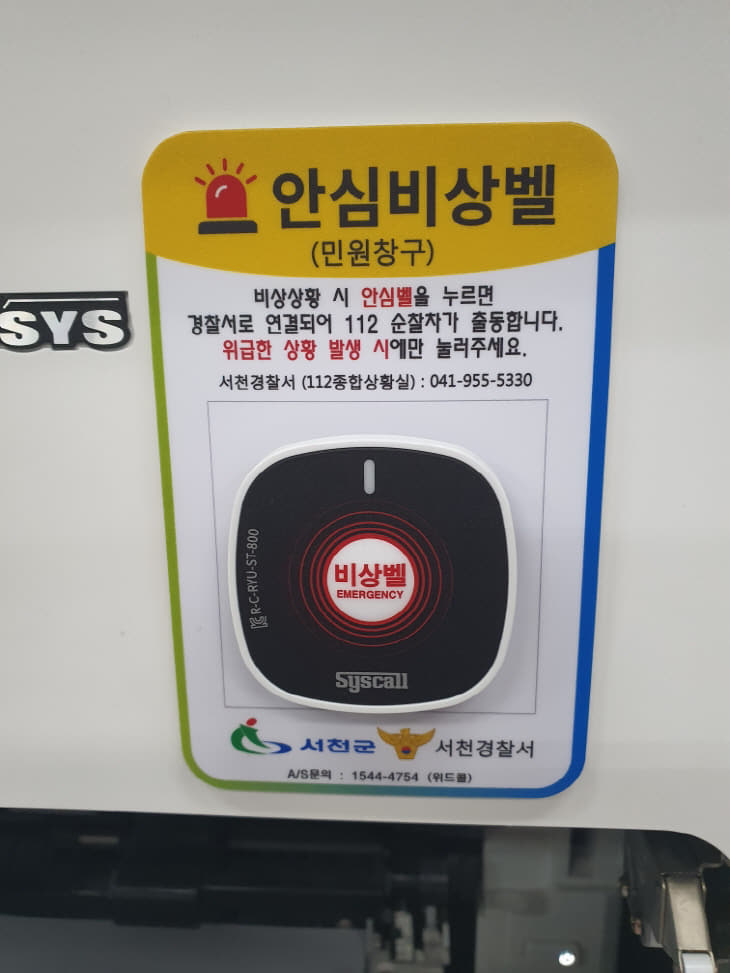 안심비상벨
(민원창구)
비상상황 시 안심벨을 누르면
경찰서로 연결되어 112 순찰차가 출동합니다.
위급한 상황 발생 시에만 눌러주세요.
서천경찰서 (112종합상황실) : 041-955-5330
SYS
R-C-RYU-ST-800
비상벨
EMERGENCY
Syscall
서천군 서천경찰서
A/S문의 : 1544-4754 (위드콜)